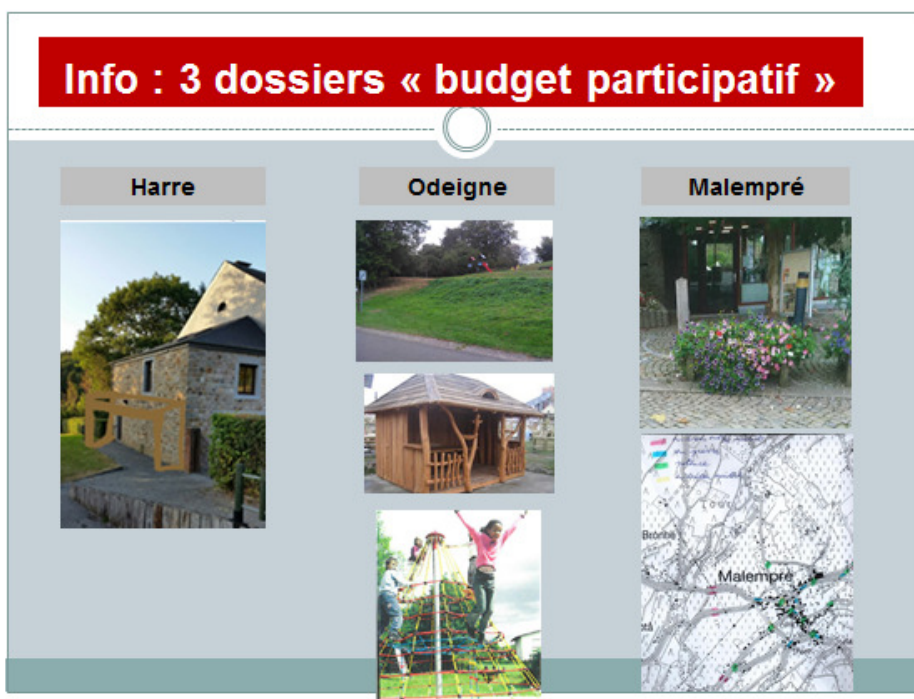 Info : 3 dossiers « budget participatif »
Harre
Odeigne
Malempré
Malempré